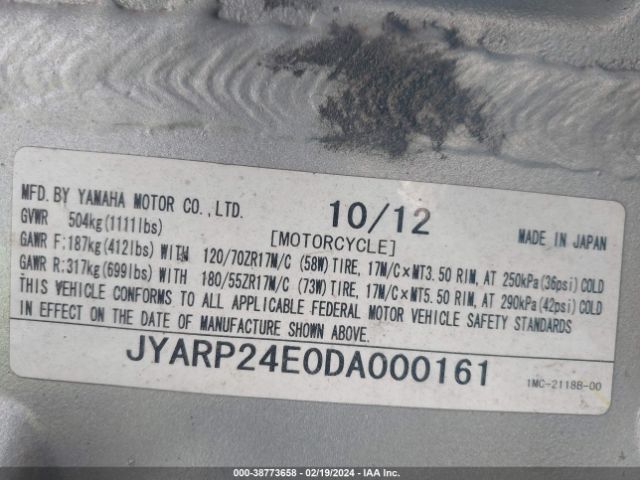 MFD. BY YAMAHA MOTOR CO., LTD. 10/12
GVWR 504kg(1111lbs) [MOTORCYCLE] MADE IN JAPAN
GAWR F:187kg(412lbs) WITH 120/70ZR17M/C (58W) TIRE, 17M/C×MT3.50 RIM, AT 250kPa(36psi) COLD
GAWR R:317kg(699lbs) WITH 180/55ZR17M/C (73W) TIRE, 17M/C×MT5.50 RIM, AT 290kPa(42psi) COLD
THIS VEHICLE CONFORMS TO ALL APPLICABLE FEDERAL MOTOR VEHICLE SAFETY STANDARDS
IN EFFECT ON THE DATE OF MANUFACTURE SHOWN ABOVE.
JYARP24E0DA000161
1MC-2118B-00
000-38773658 - 02/19/2024 - IAAI.COM